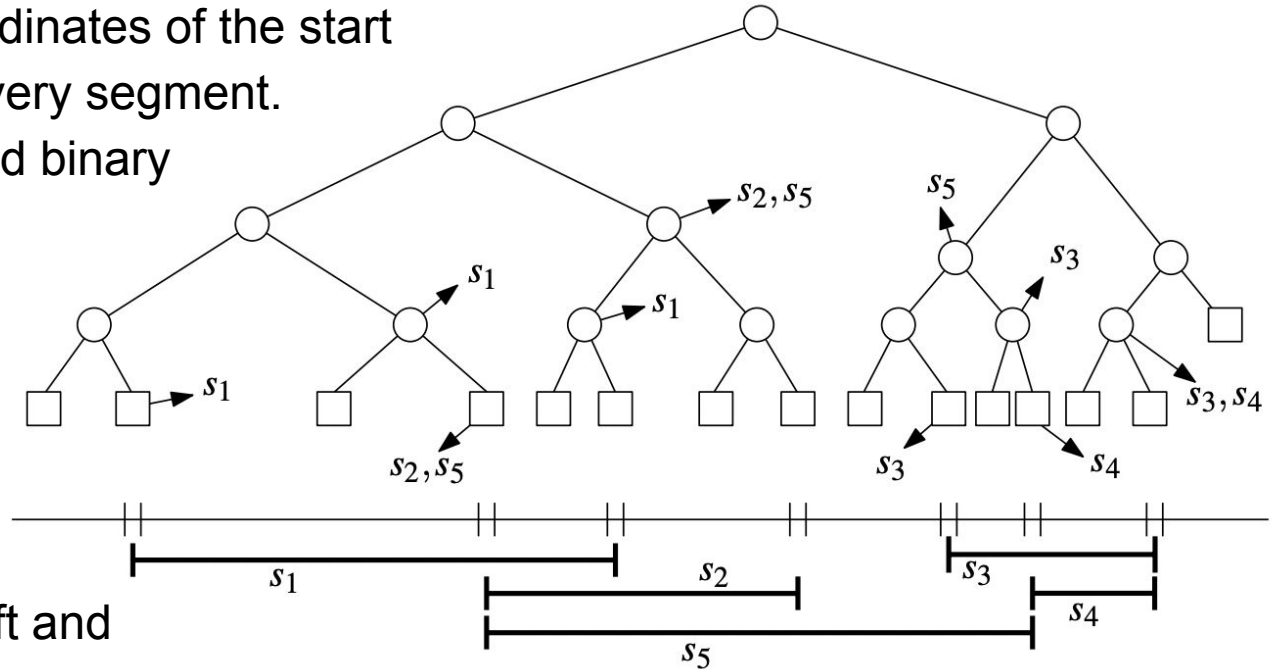 dinates of the start
very segment.
d binary
s5
s2, s5
s3
s1
s1
s1
s3, s4
s2, s5
s3
s4
s1
s2
s3
s4
s5
ft and